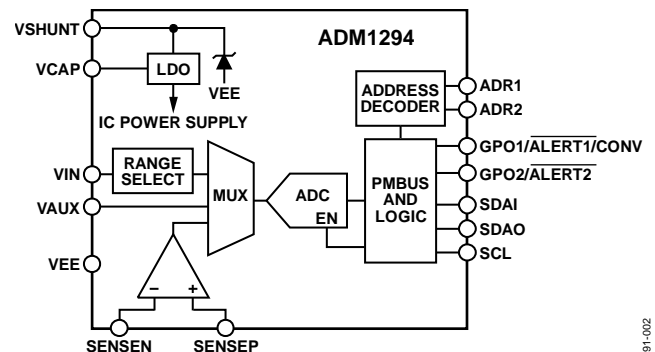 ADM1294
VSHUNT
VCAP
LDO
VEE
IC POWER SUPPLY
ADDRESS
DECODER
ADR1
ADR2
GPO1/ALERT1/CONV
GPO2/ALERT2
VIN
RANGE
SELECT
MUX
ADC
EN
PMBUS
AND
LOGIC
SDAI
SDAO
SCL
VAUX
VEE
– +
SENSEN
SENSEP
91-002